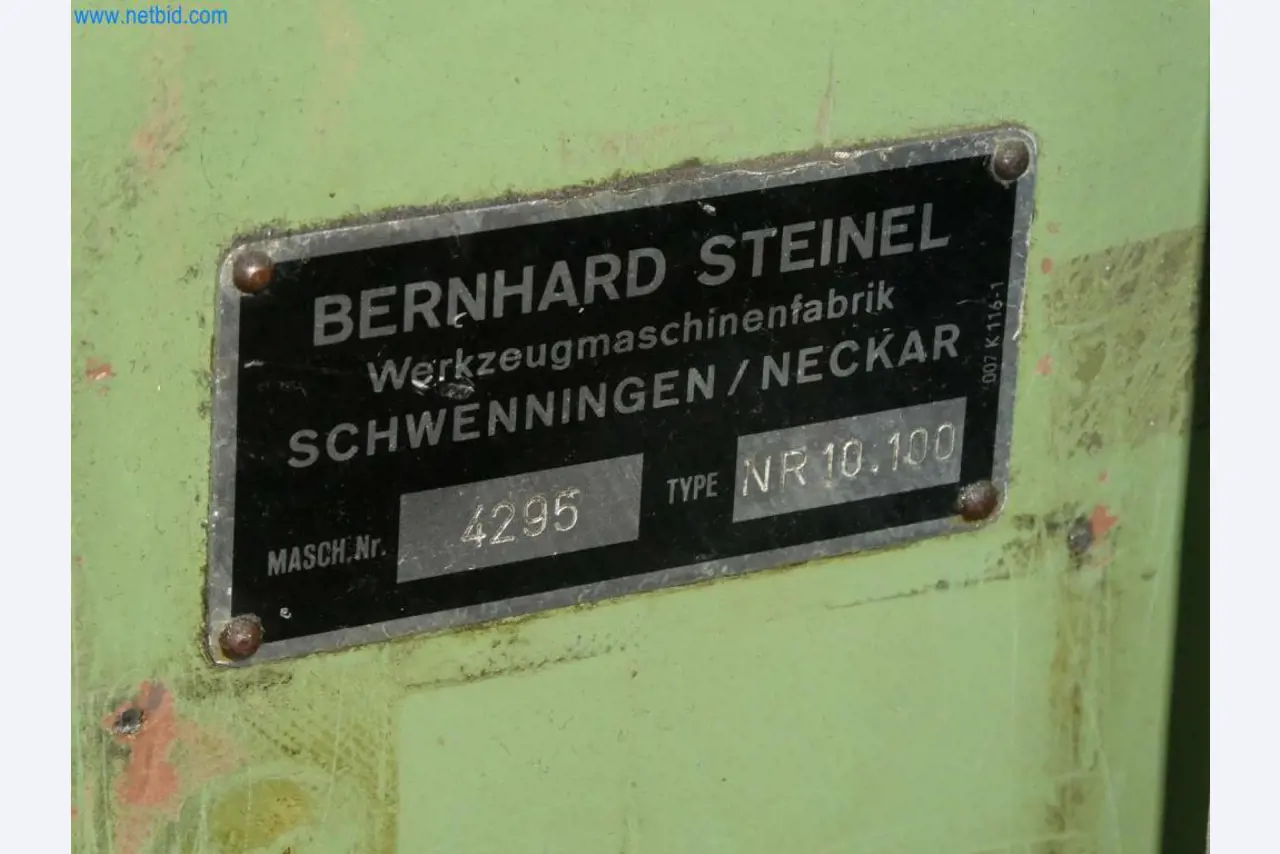 www.netbid.com
BERNHARD STEINEL
Werkzeugmaschinenfabrik
SCHWENNINGEN/NECKAR
MASCH.Nr. 4295 TYPE NR 10.100
007 K 116-1